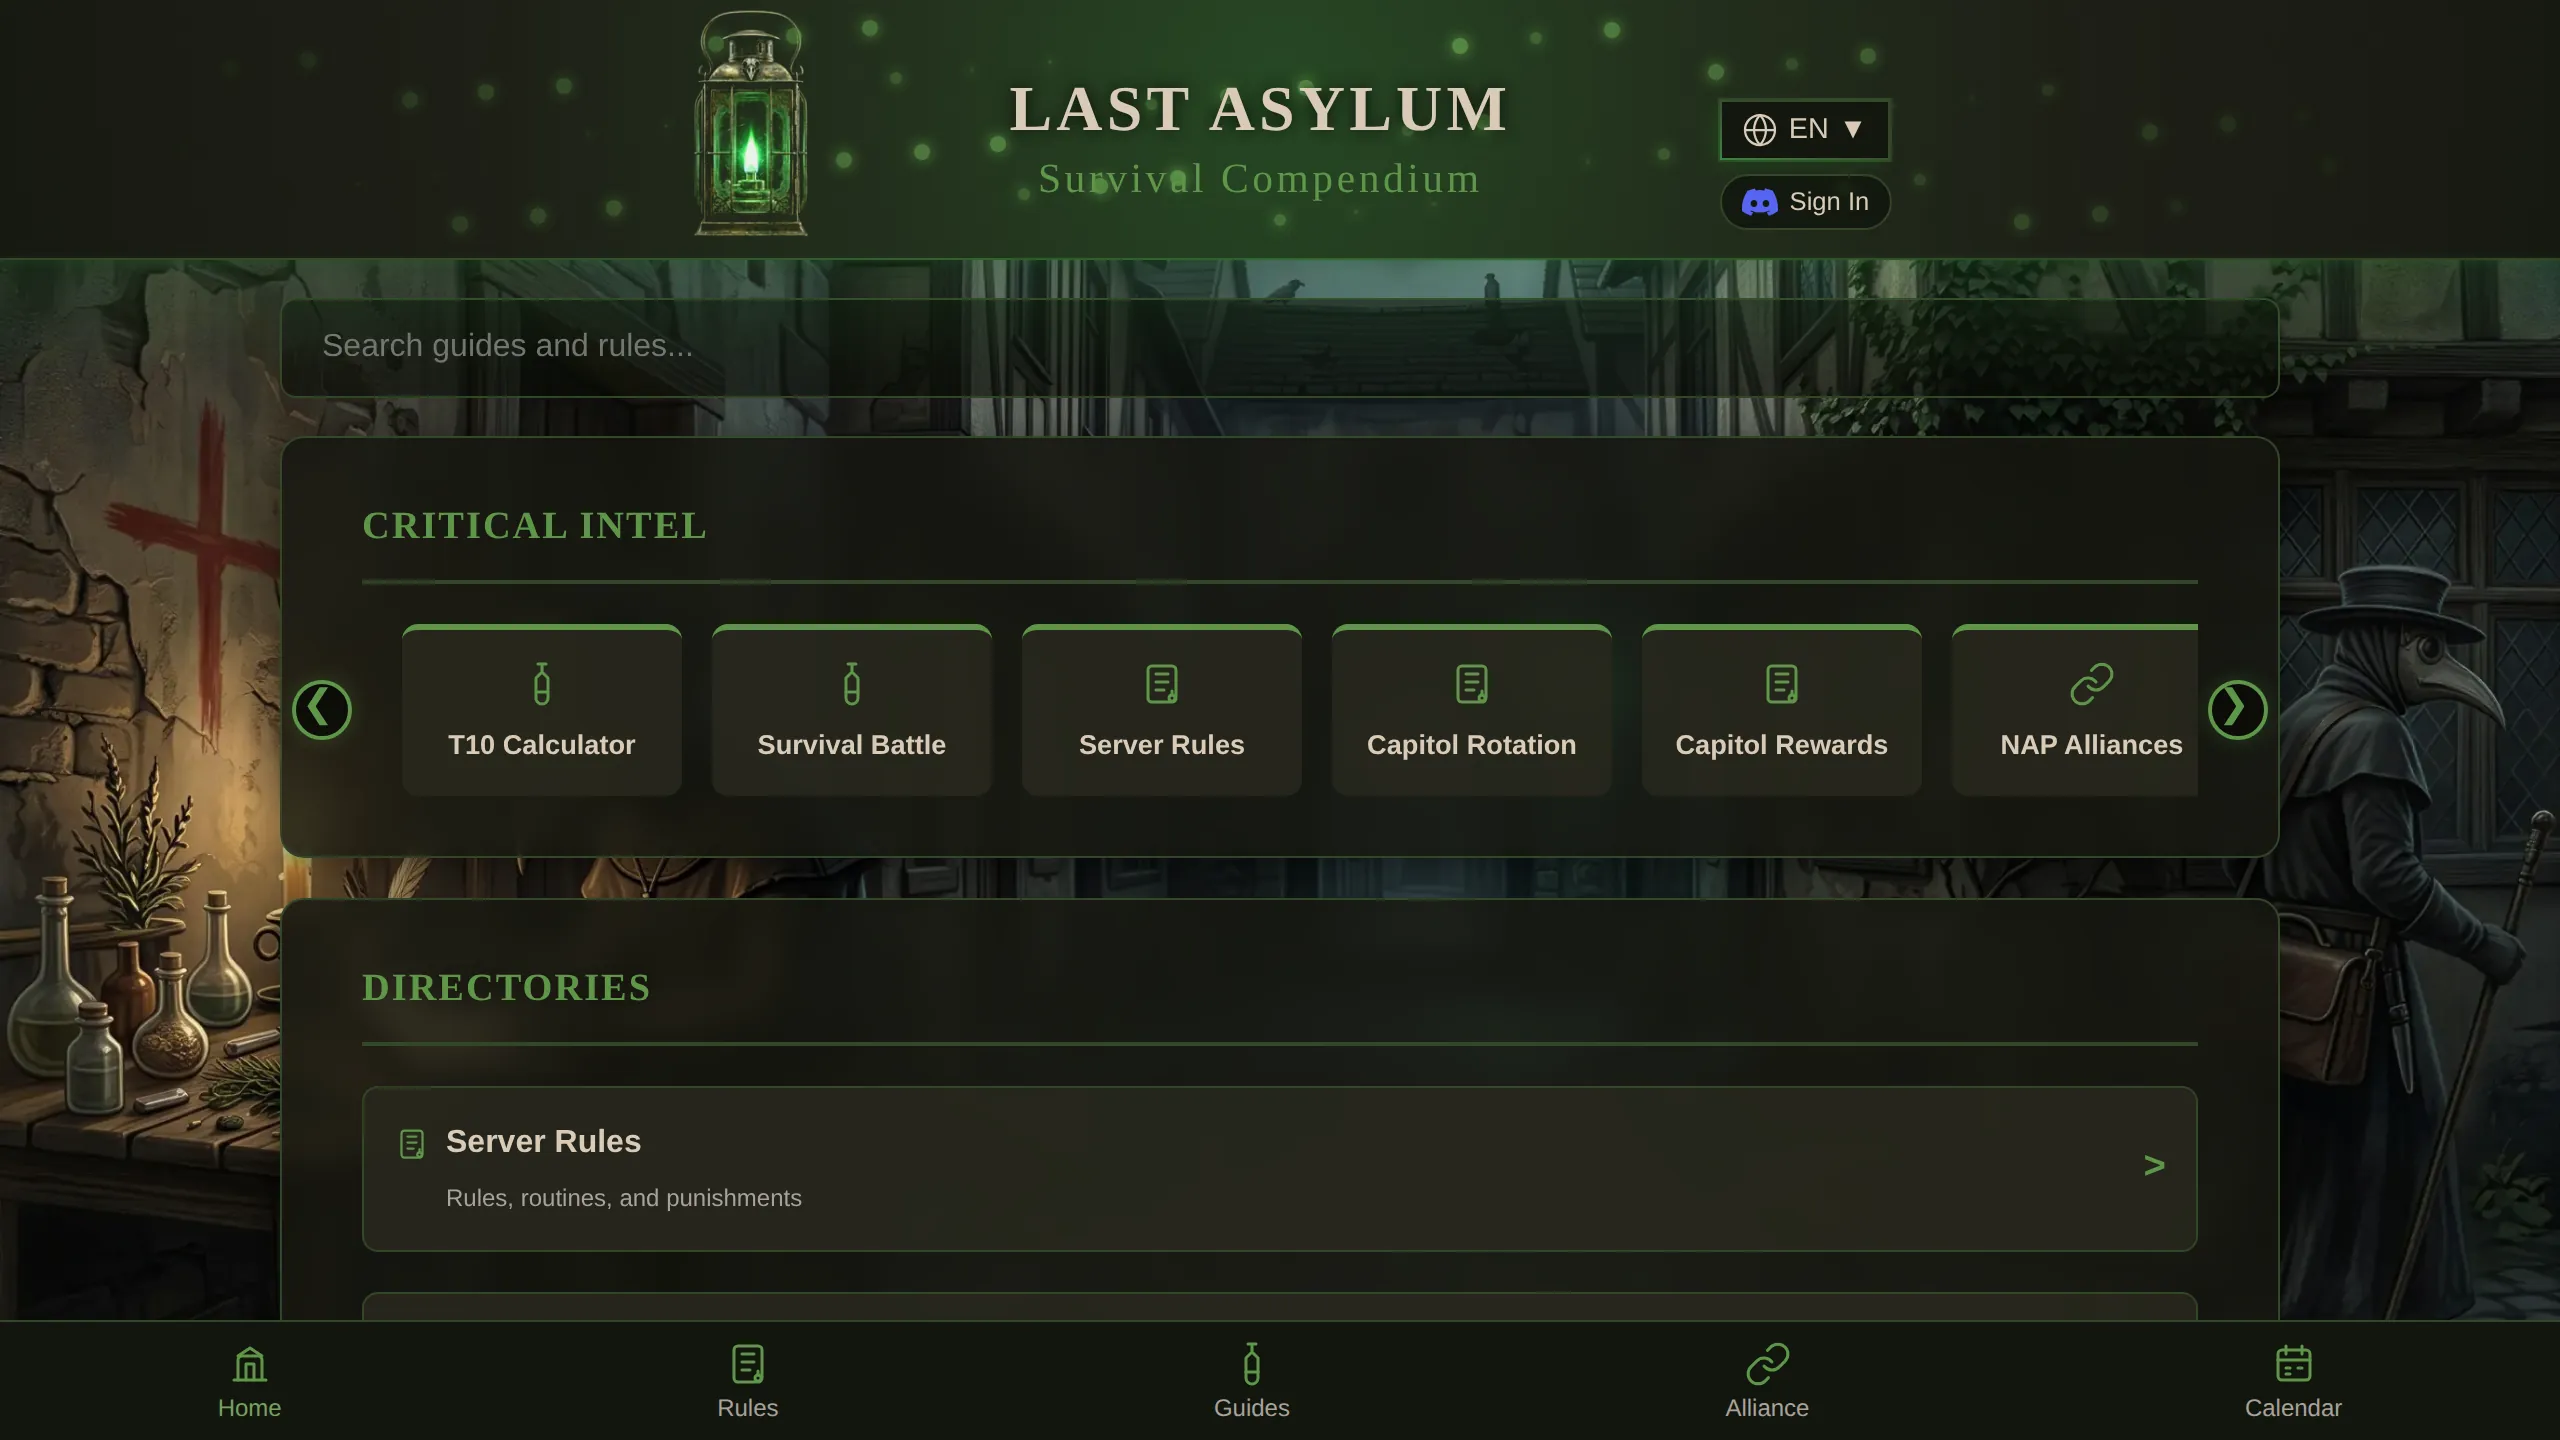 LAST ASYLUM
Survival Compendium
EN ▼
Sign In
Search guides and rules...
CRITICAL INTEL
T10 Calculator
Survival Battle
Server Rules
Capitol Rotation
Capitol Rewards
NAP Alliances
DIRECTORIES
Server Rules
Rules, routines, and punishments
>
Home
Rules
Guides
Alliance
Calendar